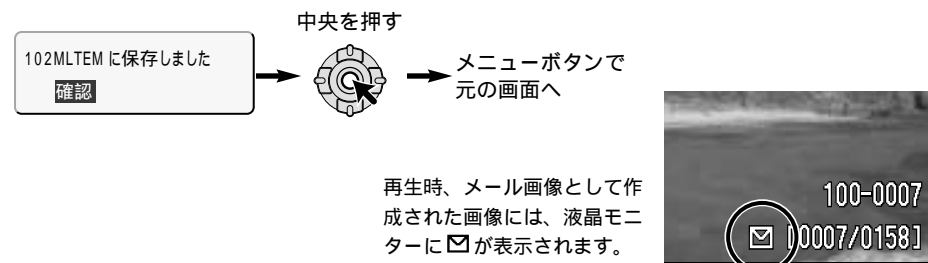 中央を押す
102MLTEM に保存しました
確認
メニューボタンで
元の画面へ
再生時、メール画像として作
成された画像には、液晶モニ
ターに✉が表示されます。
100-0007
✉ [0007/0158]